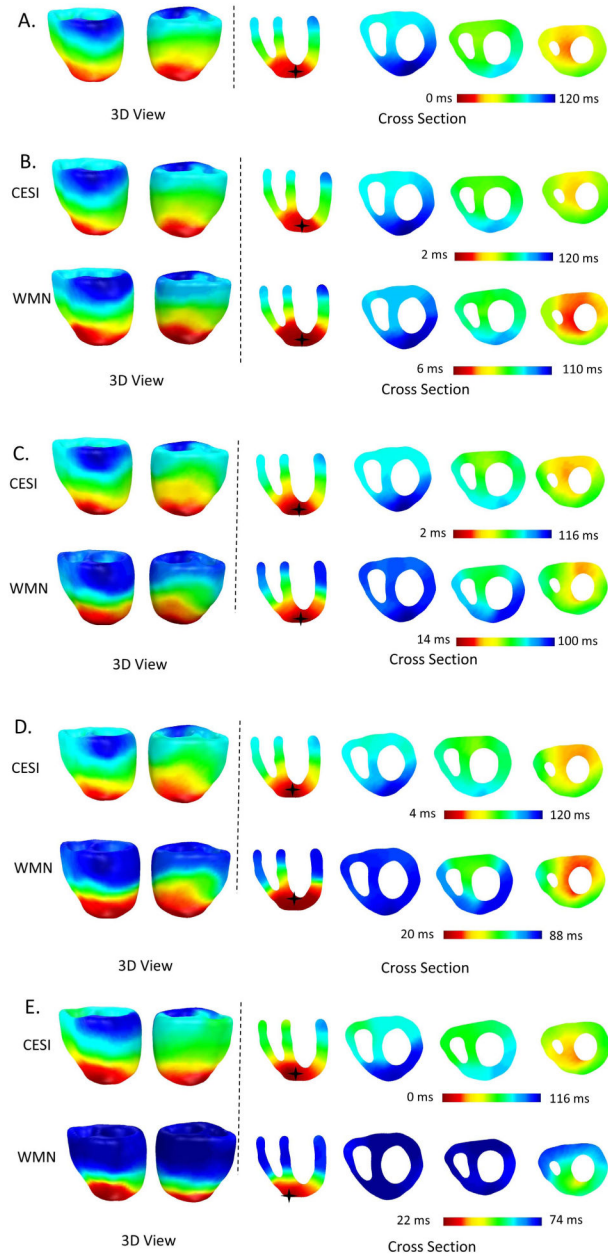 A.
0 ms 120 ms
3D View Cross Section
B.
CESI
2 ms 120 ms
WMN
6 ms 110 ms
3D View Cross Section
C.
CESI
2 ms 116 ms
WMN
14 ms 100 ms
3D View Cross Section
D.
CESI
4 ms 120 ms
WMN
20 ms 88 ms
3D View Cross Section
E.
CESI
0 ms 116 ms
WMN
22 ms 74 ms
3D View Cross Section